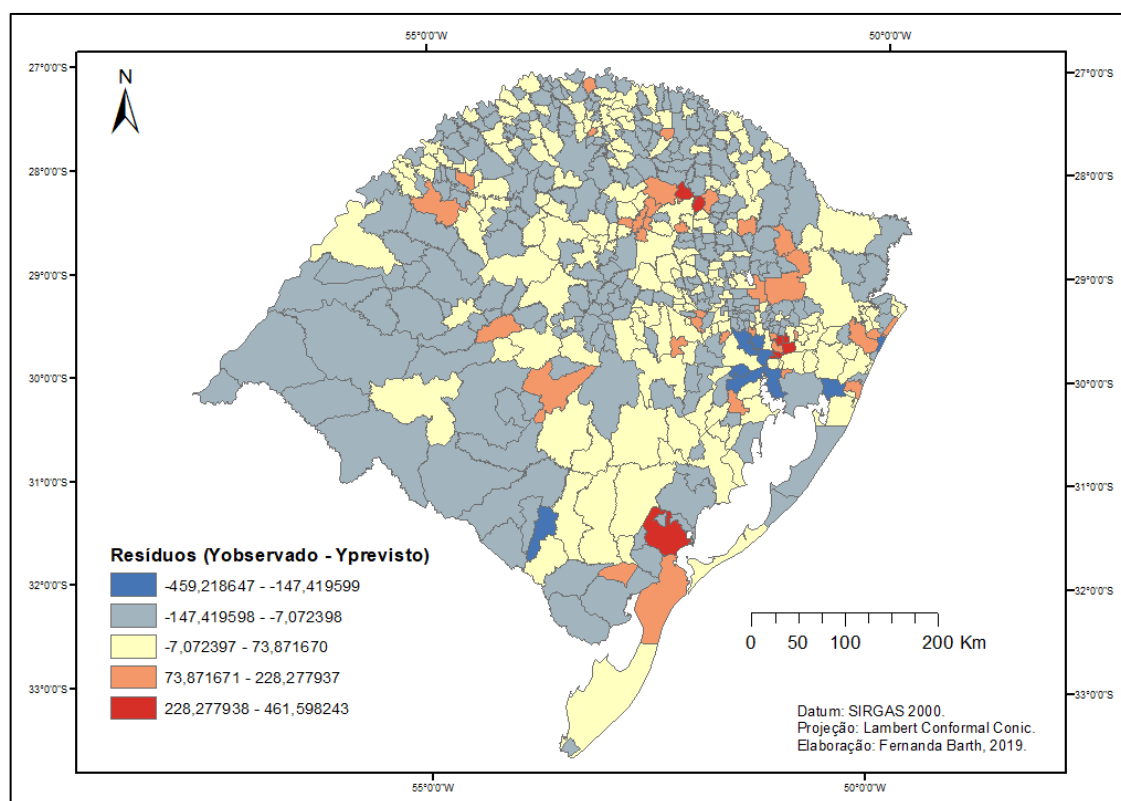 55°0'0"W
50°0'0"W
27°0'0"S
27°0'0"S
N
28°0'0"S
28°0'0"S
29°0'0"S
29°0'0"S
30°0'0"S
30°0'0"S
31°0'0"S
31°0'0"S
Resíduos (Yobservado - Yprevisto)
-459,218647 - -147,419599
-147,419598 - -7,072398
-7,072397 - 73,871670
73,871671 - 228,277937
228,277938 - 461,598243
32°0'0"S
32°0'0"S
0 50 100 200 Km
33°0'0"S
33°0'0"S
Datum: SIRGAS 2000.
Projeção: Lambert Conformal Conic.
Elaboração: Fernanda Barth, 2019.
55°0'0"W
50°0'0"W